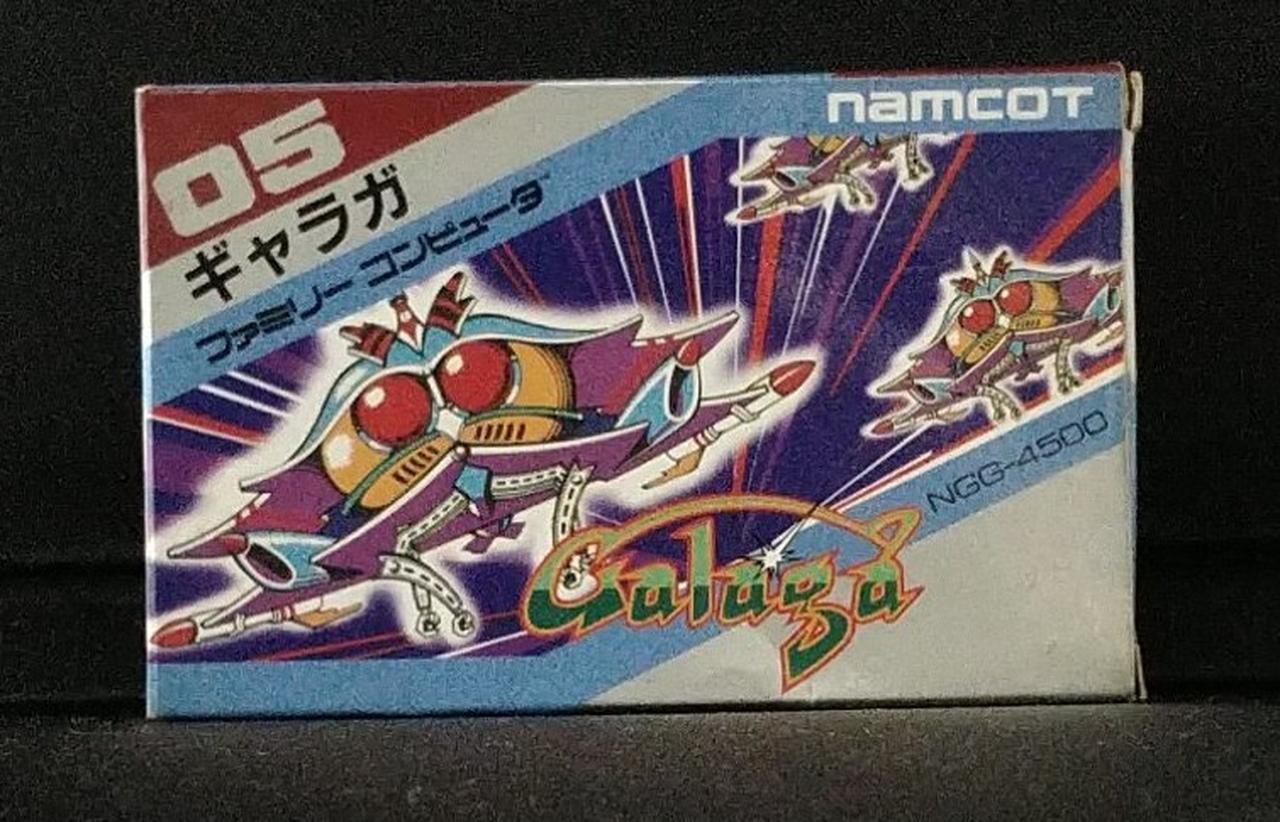 namcot
05
ギャラガ
ファミリーコンピュータ
NGG-4500
Galaga